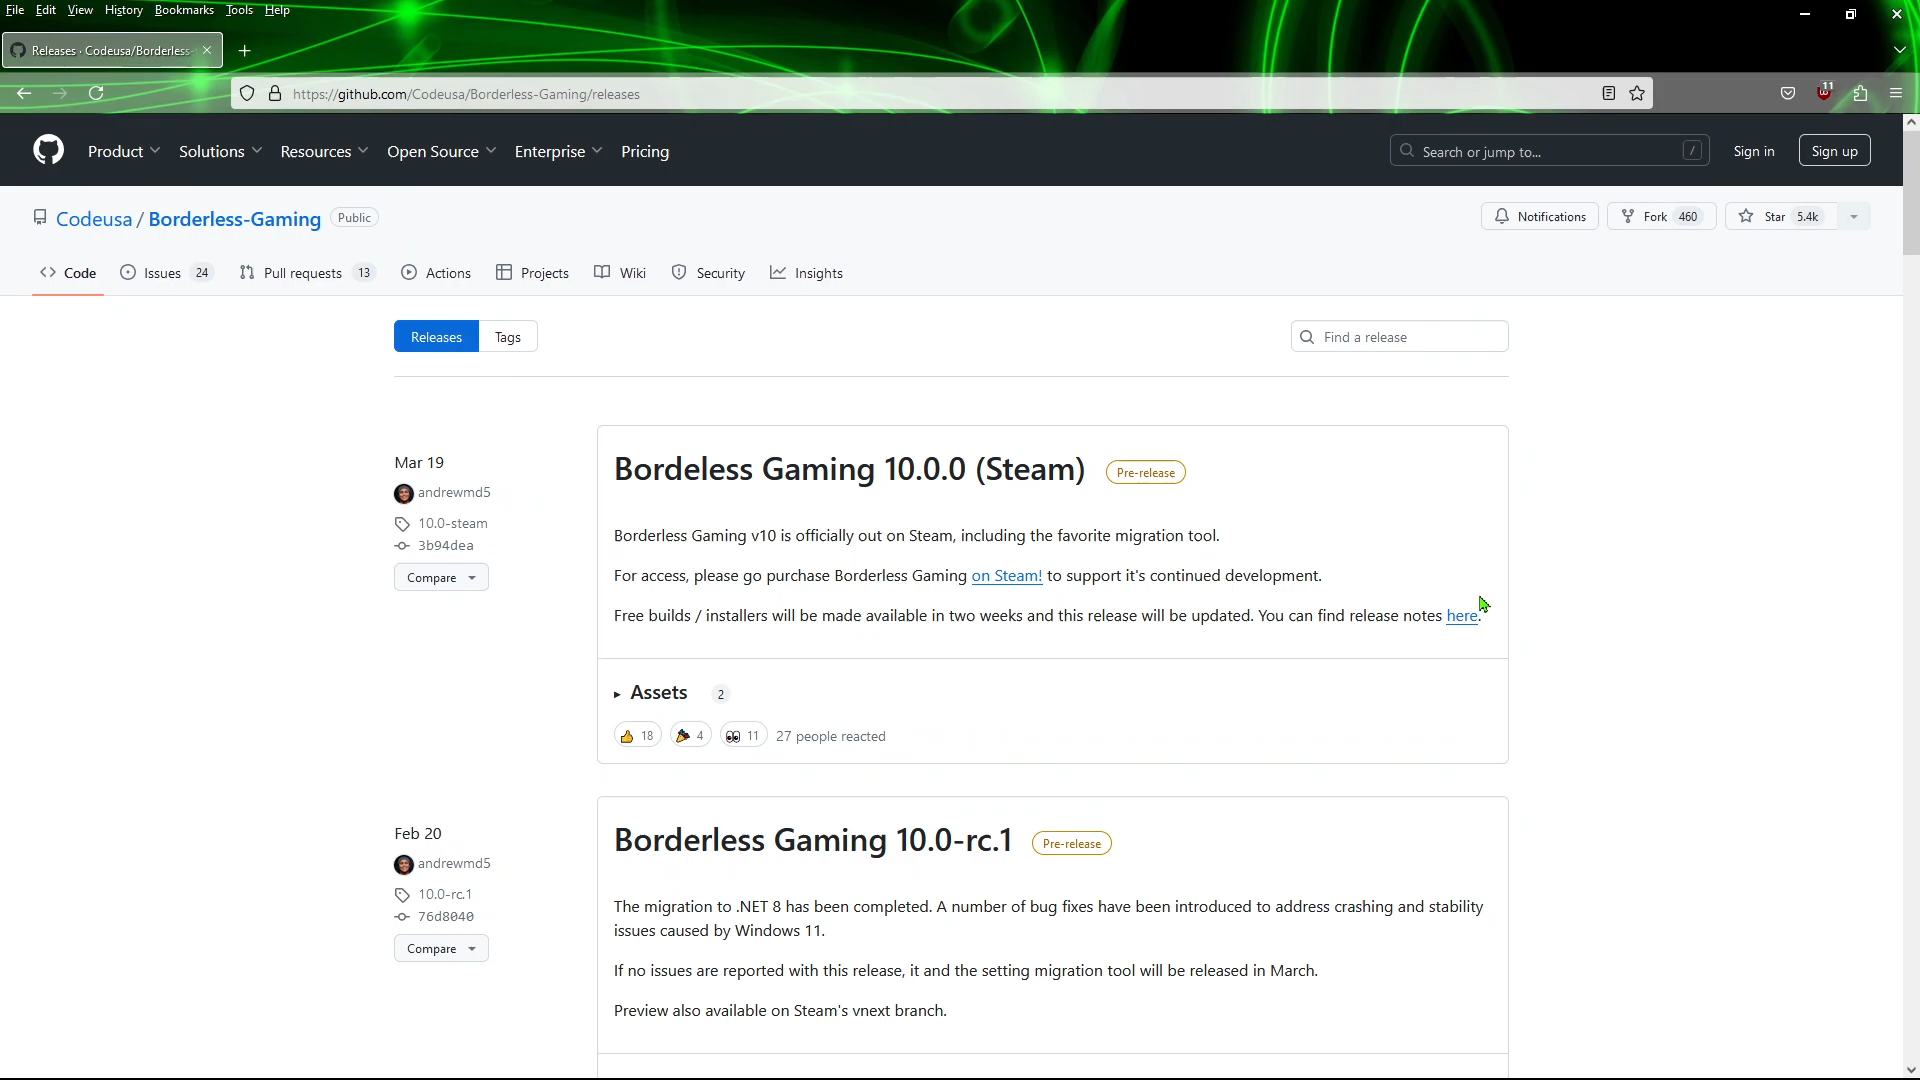 File Edit View History Bookmarks Tools Help
Releases · Codeusa/Borderless-
https://github.com/Codeusa/Borderless-Gaming/releases
11
Product Solutions Resources Open Source Enterprise Pricing
Search or jump to... /
Sign in
Sign up
Codeusa / Borderless-Gaming Public
Notifications
Fork 460
Star 5.4k
Code Issues 24 Pull requests 13 Actions Projects Wiki Security Insights
Releases Tags
Find a release
Mar 19
andrewmd5
10.0-steam
3b94dea
Compare
Bordeless Gaming 10.0.0 (Steam) Pre-release
Borderless Gaming v10 is officially out on Steam, including the favorite migration tool.
For access, please go purchase Borderless Gaming on Steam! to support it's continued development.
Free builds / installers will be made available in two weeks and this release will be updated. You can find release notes here.
Assets 2
18 4 11 27 people reacted
Feb 20
andrewmd5
10.0-rc.1
76d8040
Compare
Borderless Gaming 10.0-rc.1 Pre-release
The migration to .NET 8 has been completed. A number of bug fixes have been introduced to address crashing and stability
issues caused by Windows 11.
If no issues are reported with this release, it and the setting migration tool will be released in March.
Preview also available on Steam's vnext branch.